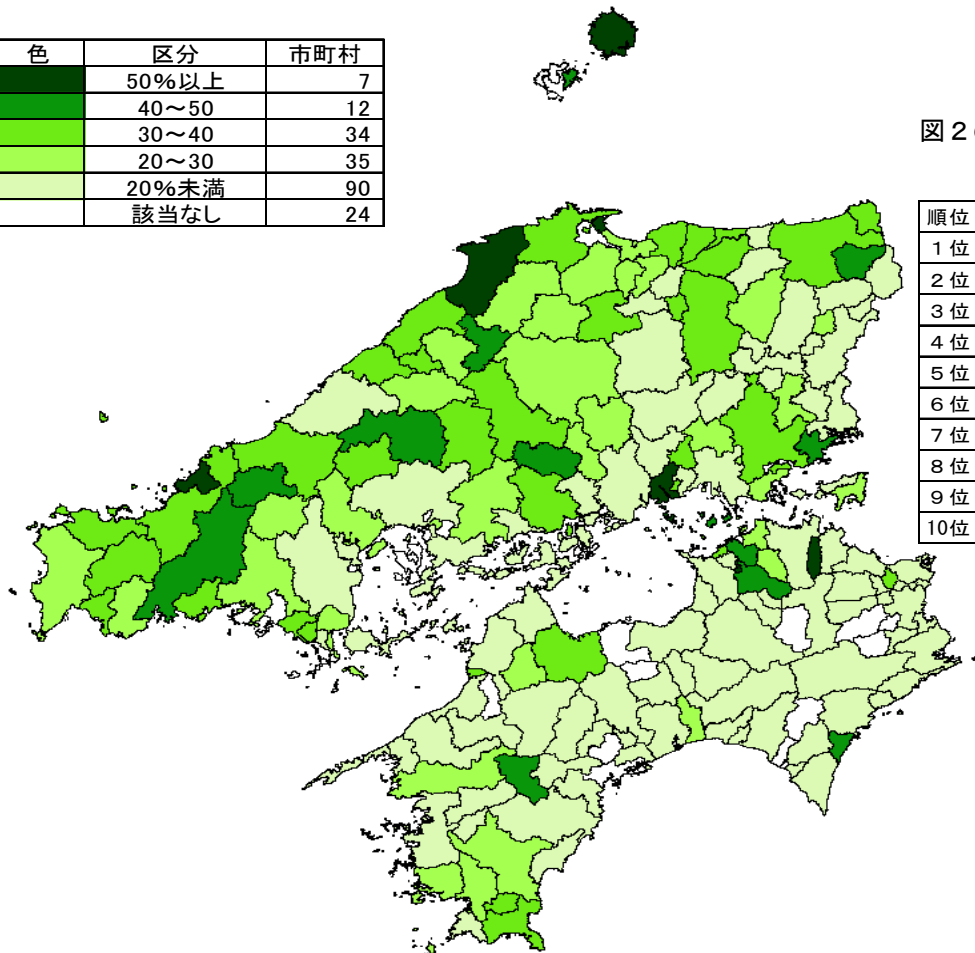 色 区分 市町村
50%以上 7
40～50 12
30～40 34
20～30 35
20%未満 90
該当なし 24
図２
順位
１位
２位
３位
４位
５位
６位
７位
８位
９位
10位